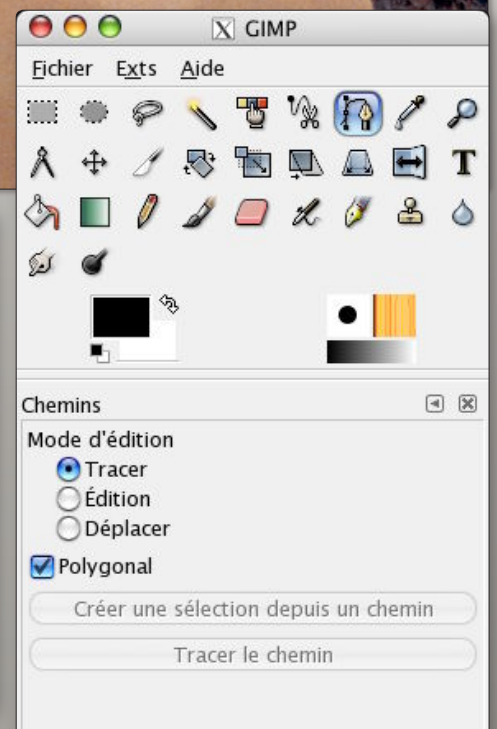 GIMP
Fichier Exts Aide
T
Chemins
Mode d'édition
Tracer
Édition
Déplacer
Polygonal
Créer une sélection depuis un chemin
Tracer le chemin